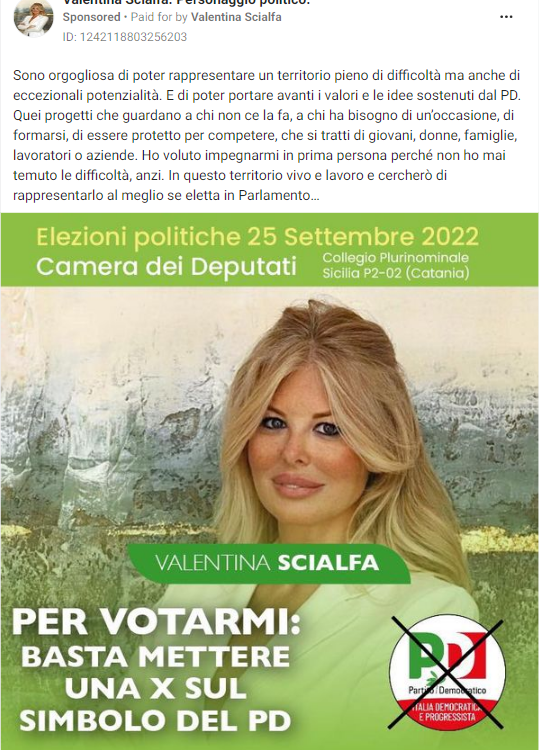 Valentina Scialfa. Personaggio politico.
Sponsored • Paid for by Valentina Scialfa
ID: 1242118803256203
Sono orgogliosa di poter rappresentare un territorio pieno di difficoltà ma anche di
eccezionali potenzialità. E di poter portare avanti i valori e le idee sostenuti dal PD.
Quei progetti che guardano a chi non ce la fa, a chi ha bisogno di un'occasione, di
formarsi, di essere protetto per competere, che si tratti di giovani, donne, famiglie,
lavoratori o aziende. Ho voluto impegnarmi in prima persona perché non ho mai
temuto le difficoltà, anzi. In questo territorio vivo e lavoro e cercherò di
rappresentarlo al meglio se eletta in Parlamento...
Elezioni politiche 25 Settembre 2022
Camera dei Deputati
Collegio Plurinominale
Sicilia P2-02 (Catania)
VALENTINA SCIALFA
PER VOTARMI:
BASTA METTERE
UNA X SUL
SIMBOLO DEL PD
PD
Partito Democratico
ITALIA DEMOCRATICA
E PROGRESSISTA